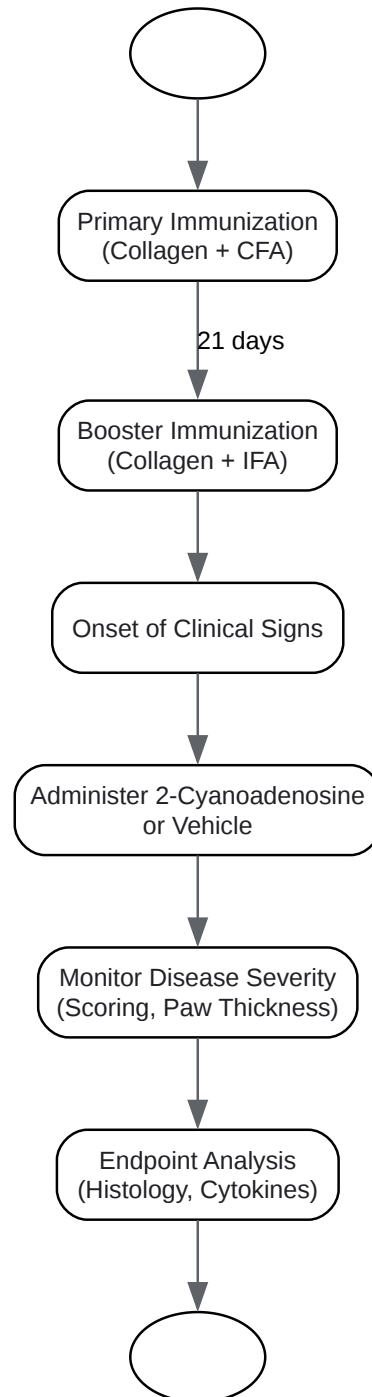 Primary Immunization
(Collagen + CFA)
21 days
Booster Immunization
(Collagen + IFA)
Onset of Clinical Signs
Administer 2-Cyanoadenosine
or Vehicle
Monitor Disease Severity
(Scoring, Paw Thickness)
Endpoint Analysis
(Histology, Cytokines)